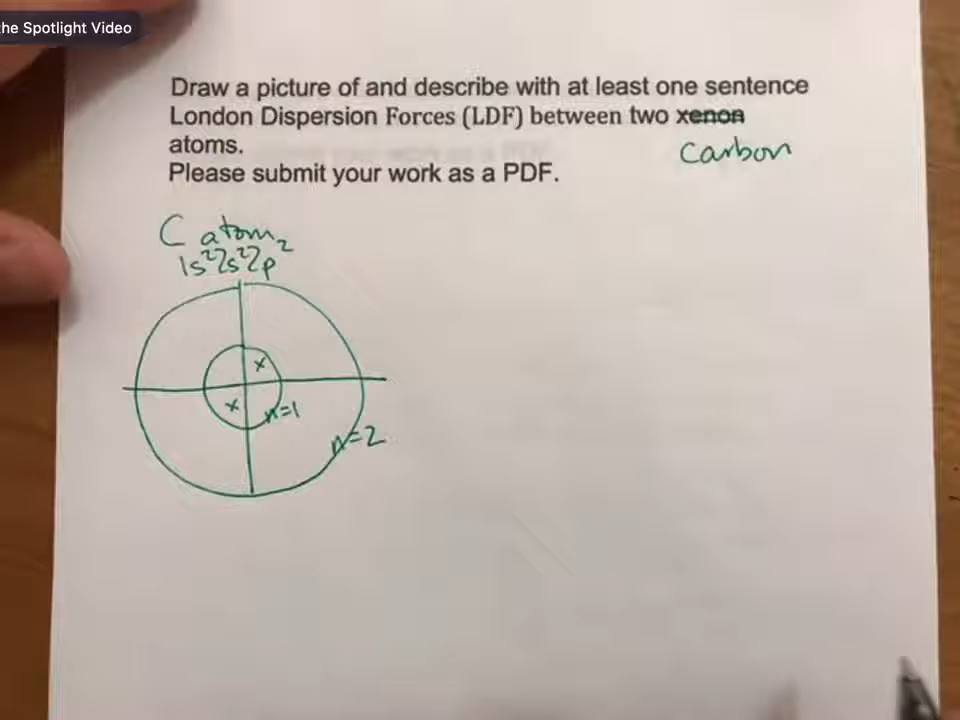 he Spotlight Video
Draw a picture of and describe with at least one sentence
London Dispersion Forces (LDF) between two xenon
atoms.
Carbon
Please submit your work as a PDF.
C atom
1s²2s²2p²
x
x
n=1
n=2